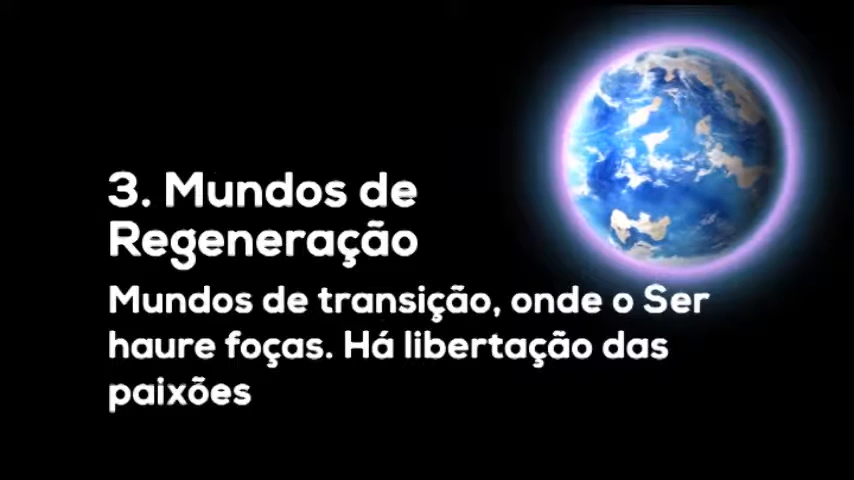 3. Mundos de
Regeneração
Mundos de transição, onde o Ser
haure foças. Há libertação das
paixões